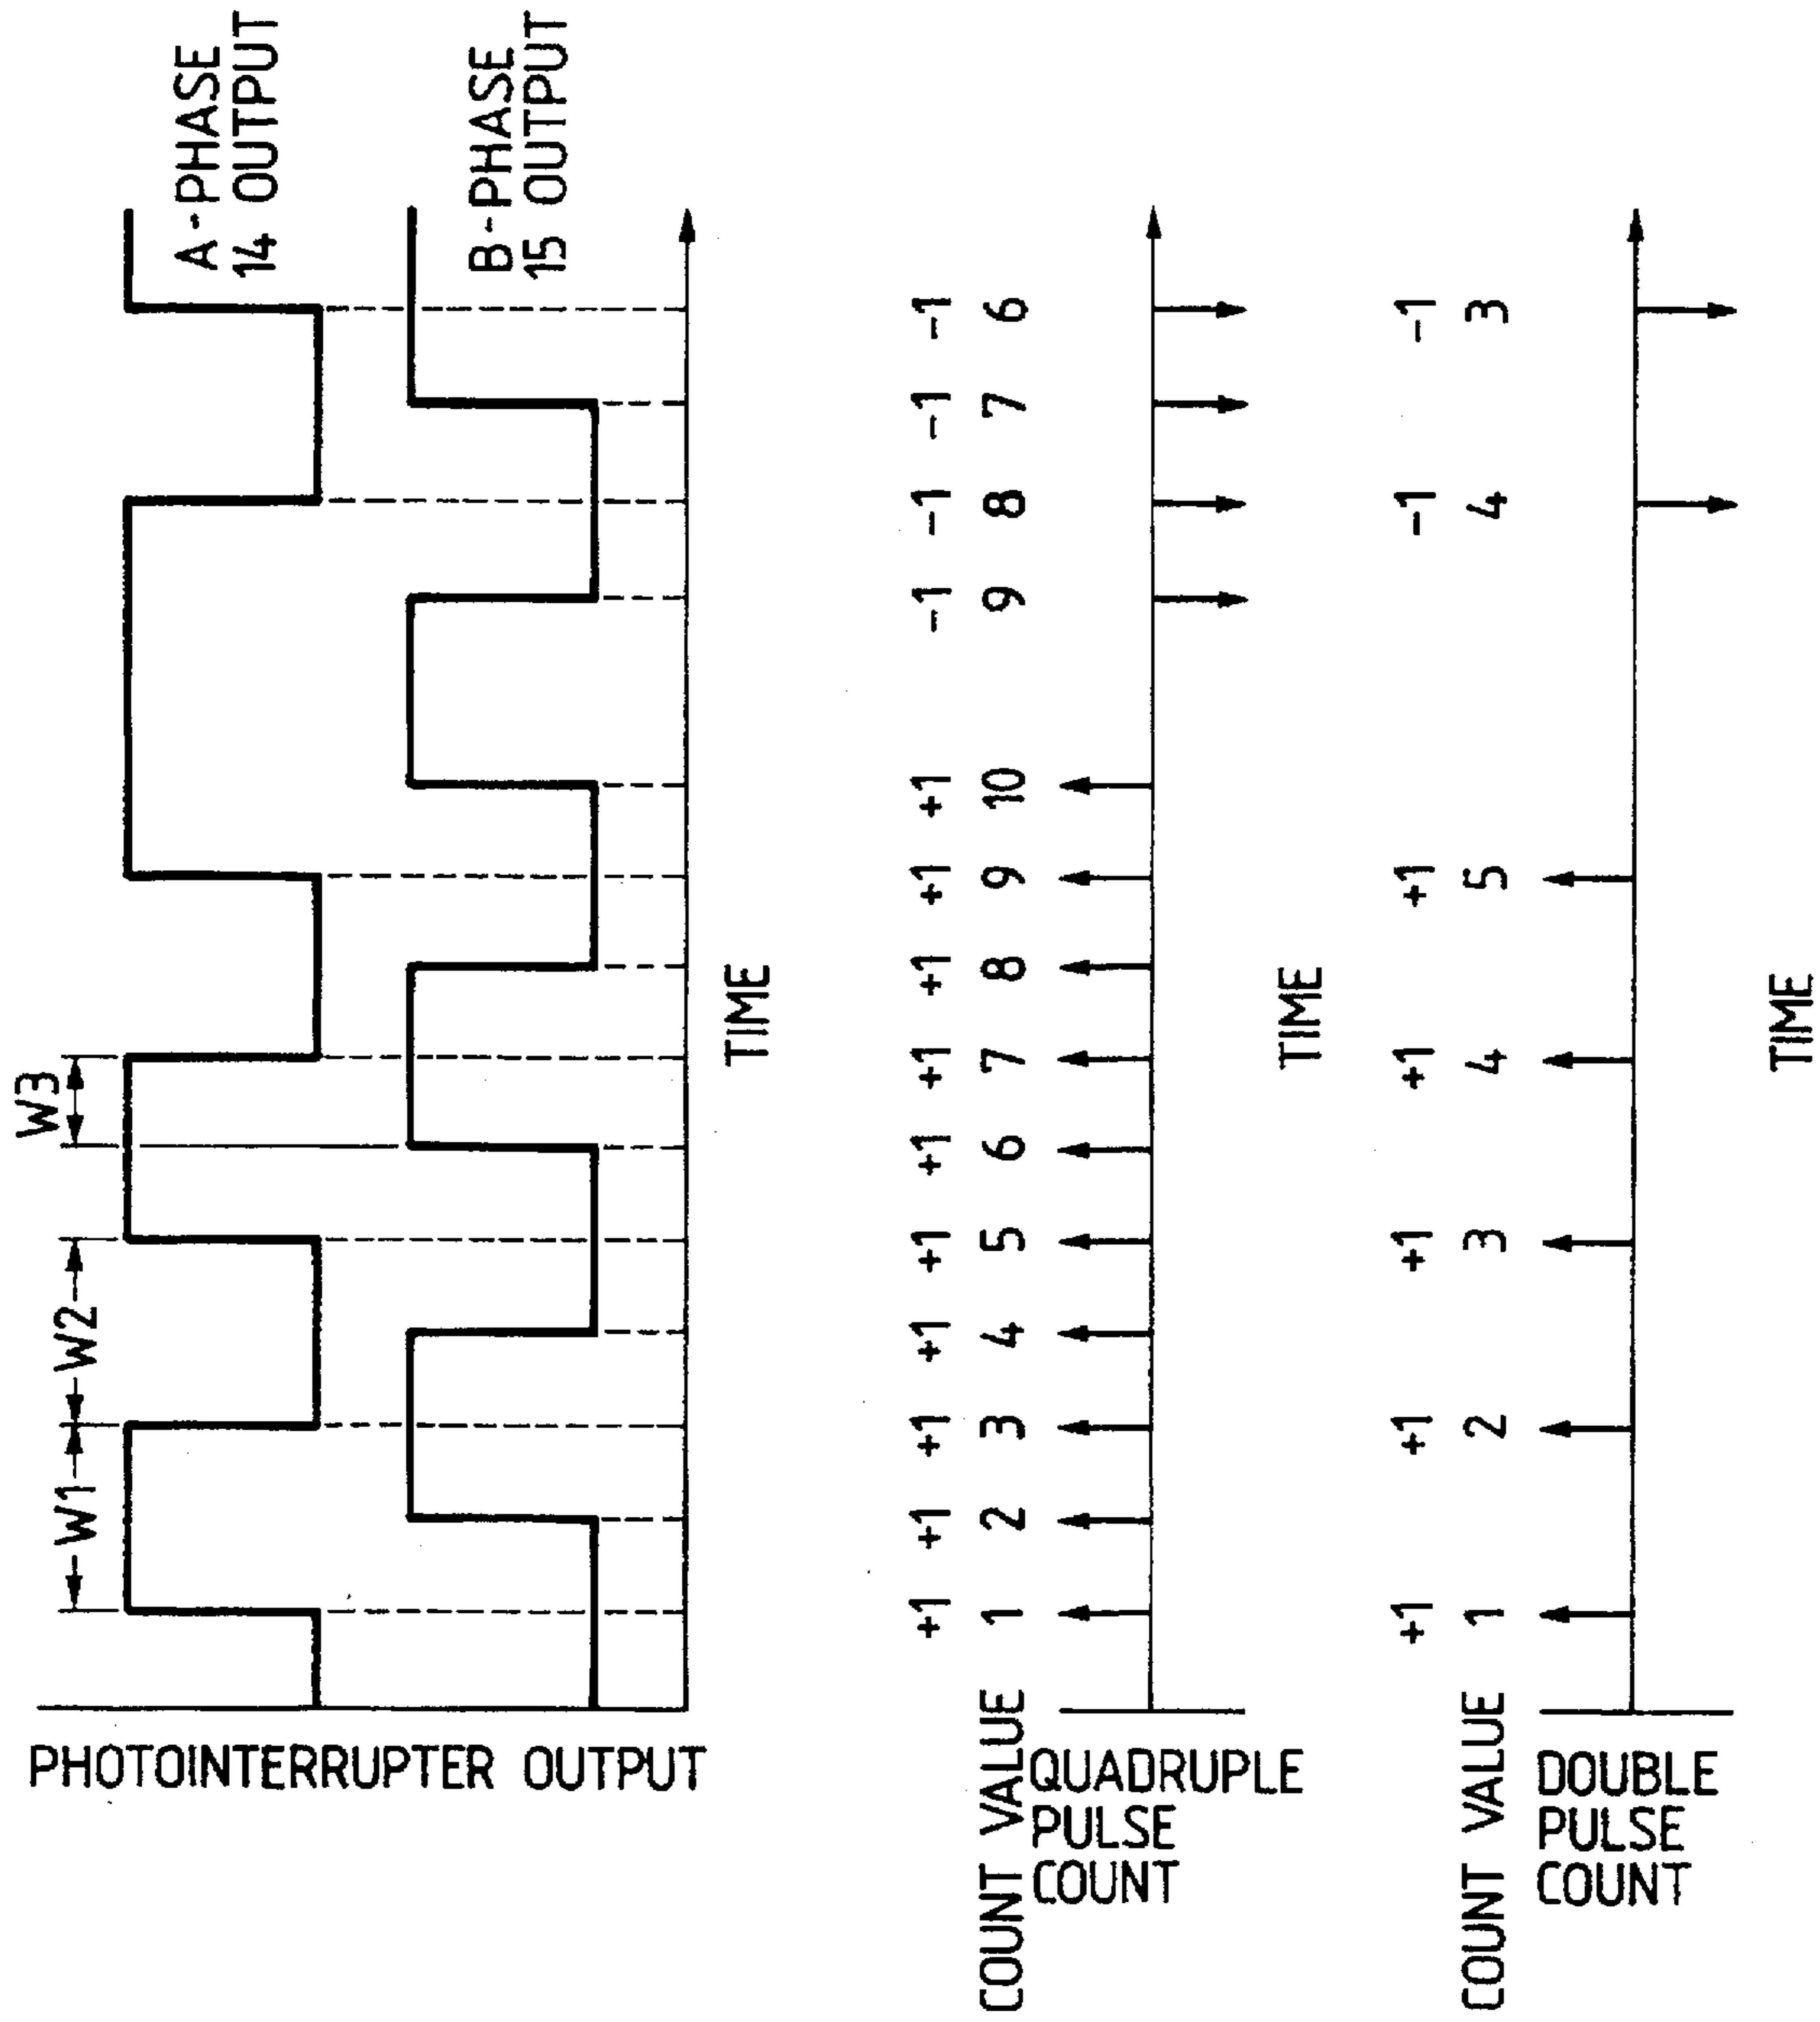 W1
W2
W3
A-PHASE
14 OUTPUT
B-PHASE
15 OUTPUT
PHOTOINTERRUPTER OUTPUT
TIME
+1 +1 +1 +1 +1 +1 +1 +1 +1 +1 -1 -1 -1 -1
COUNT VALUE 1 2 3 4 5 6 7 8 9 10 9 8 7 6
QUADRUPLE
PULSE
COUNT
TIME
+1 +1 +1 +1 +1 -1 -1
COUNT VALUE 1 2 3 4 5 4 3
DOUBLE
PULSE
COUNT
TIME